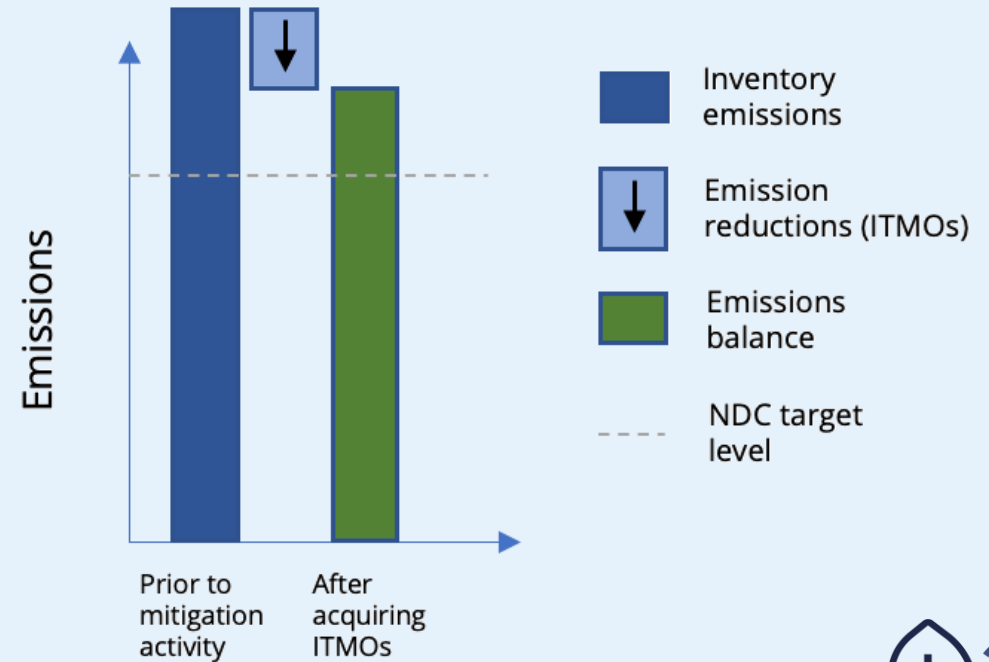 Emissions
Prior to
mitigation
activity
After
acquiring
ITMOs
Inventory
emissions
Emission
reductions (ITMOs)
Emissions
balance
NDC target
level